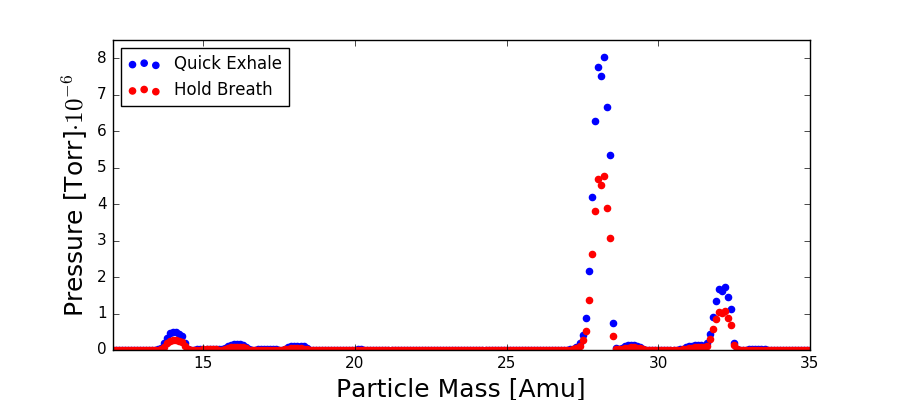 Quick Exhale
Hold Breath
Pressure [Torr]·10⁻⁶
8
7
6
5
4
3
2
1
0
15 20 25 30 35
Particle Mass [Amu]